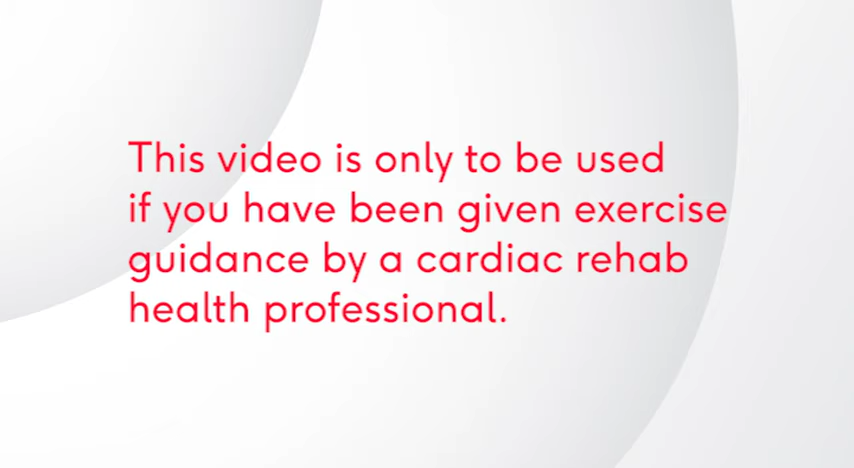 This video is only to be used
if you have been given exercise
guidance by a cardiac rehab
health professional.